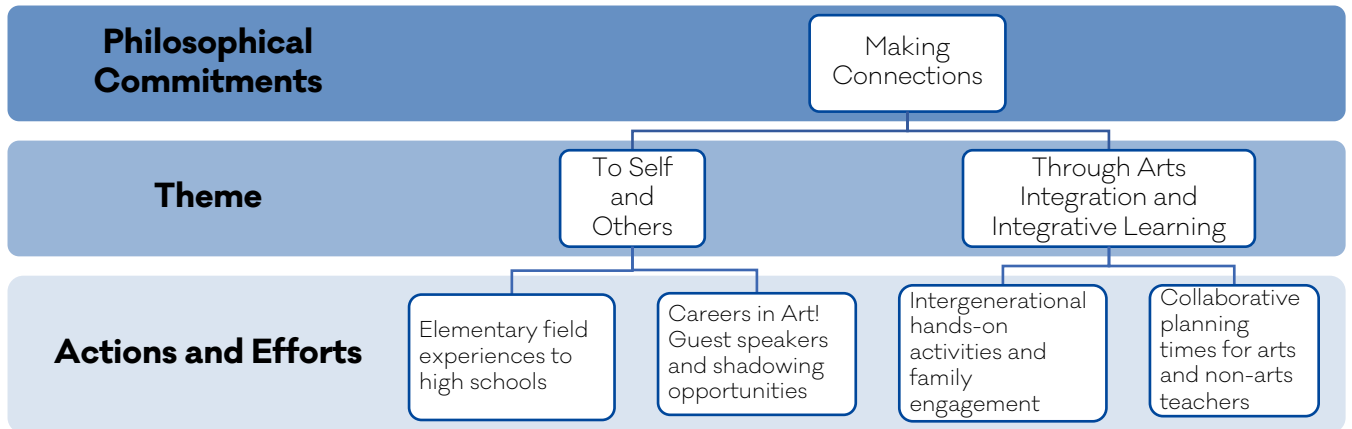 Philosophical
Commitments
Making
Connections
Theme
To Self
and
Others
Through Arts
Integration and
Integrative Learning
Actions and Efforts
Elementary field
experiences to
high schools
Careers in Art!
Guest speakers
and shadowing
opportunities
Intergenerational
hands-on
activities and
family
engagement
Collaborative
planning
times for arts
and non-arts
teachers